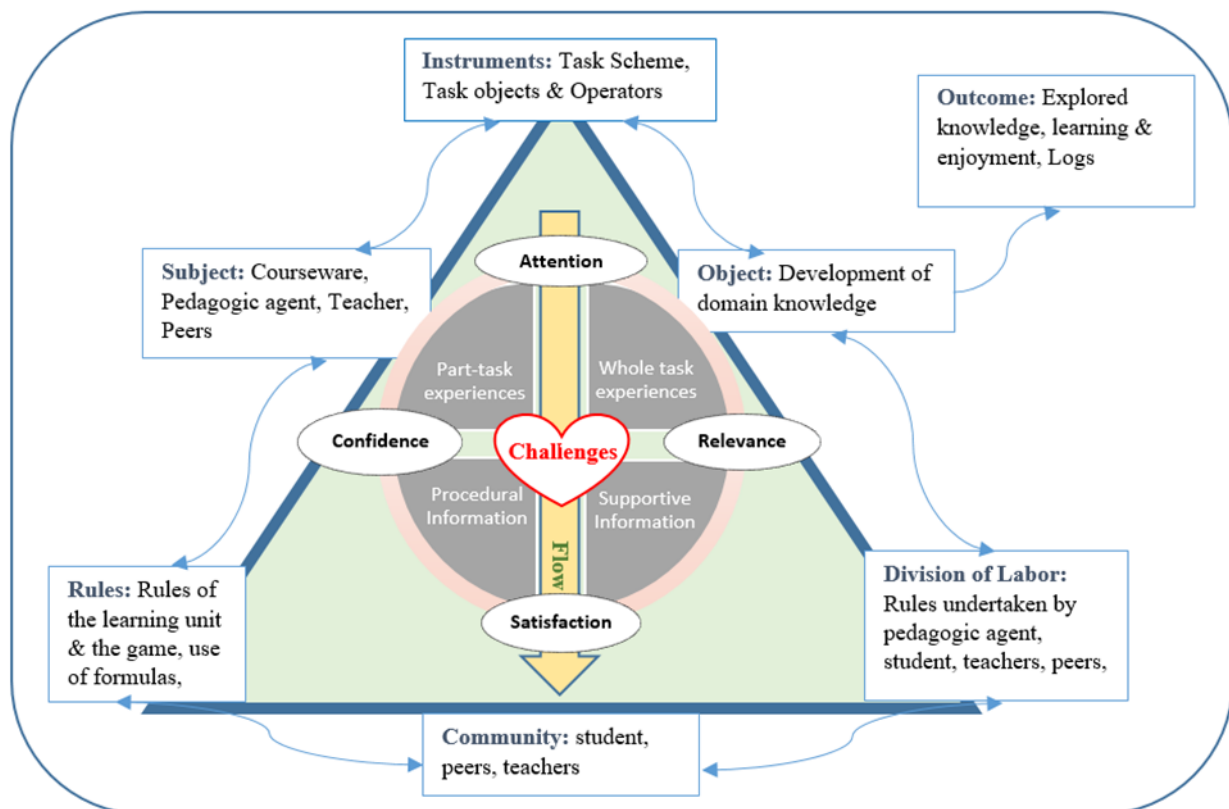 Instruments: Task Scheme,
Task objects & Operators
Outcome: Explored
knowledge, learning &
enjoyment, Logs
Subject: Courseware,
Pedagogic agent, Teacher,
Peers
Attention
Object: Development of
domain knowledge
Part-task
experiences
Whole task
experiences
Confidence
Challenges
Relevance
Procedural
Information
Supportive
Information
Flow
Rules: Rules of
the learning unit
& the game, use
of formulas,
Satisfaction
Division of Labor:
Rules undertaken by
pedagogic agent,
student, teachers, peers,
Community: student,
peers, teachers